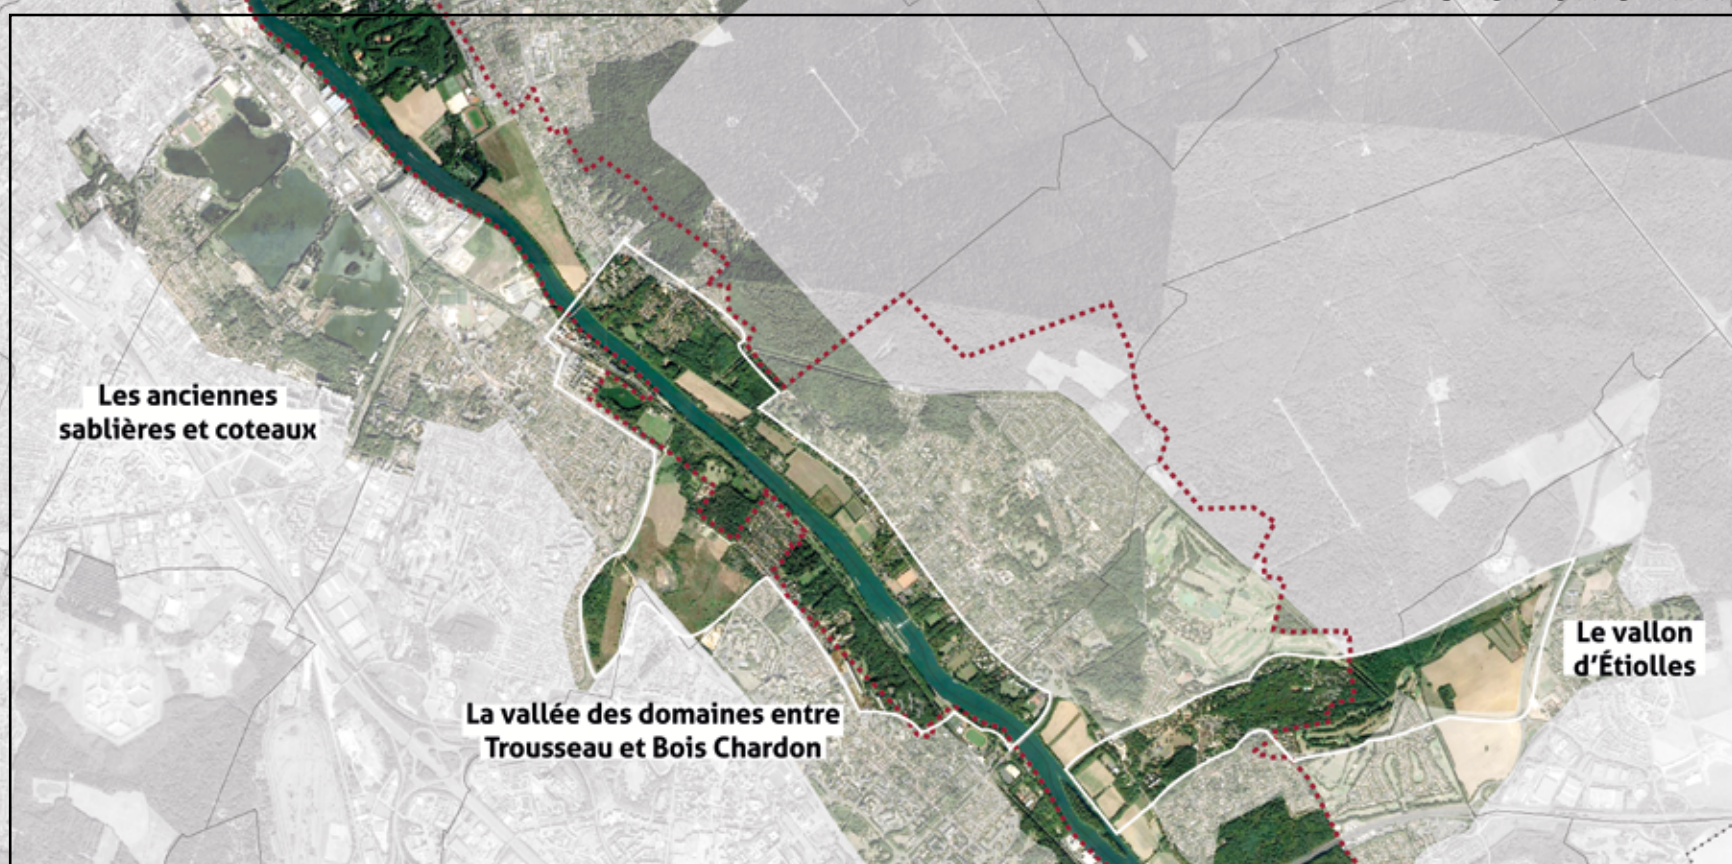 Les anciennes
sablières et coteaux
La vallée des domaines entre
Trousseau et Bois Chardon
Le vallon
d'Étiolles